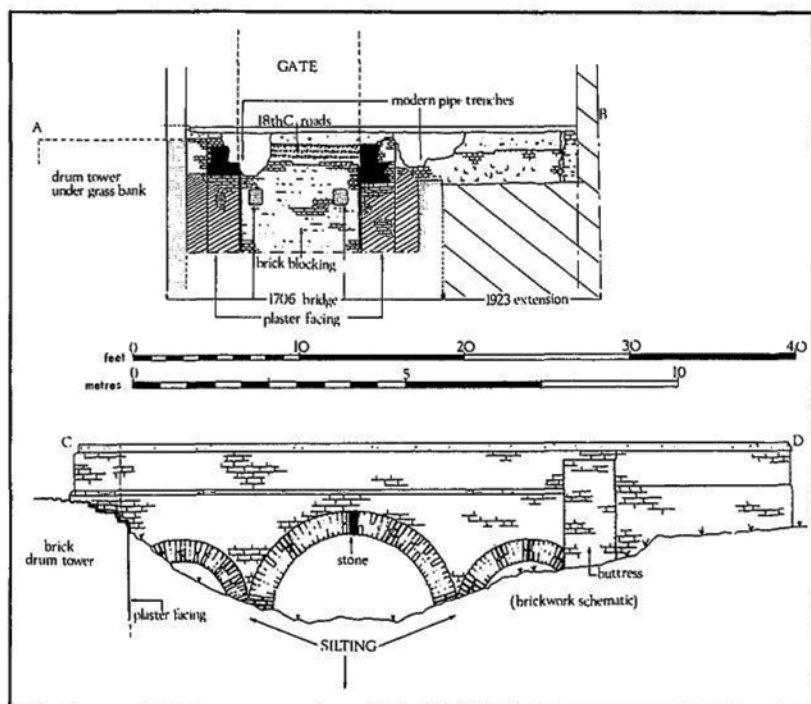 GATE
modern pipe trenches
A
B
18thC. roads
drum tower
under grass bank
brick blocking
1706 bridge
1923 extension
plaster facing
0 10 20 30 40
feet
metres
0 5 10
C
D
stone
brick
drum tower
buttress
plaster facing
(brickwork schematic)
SILTING